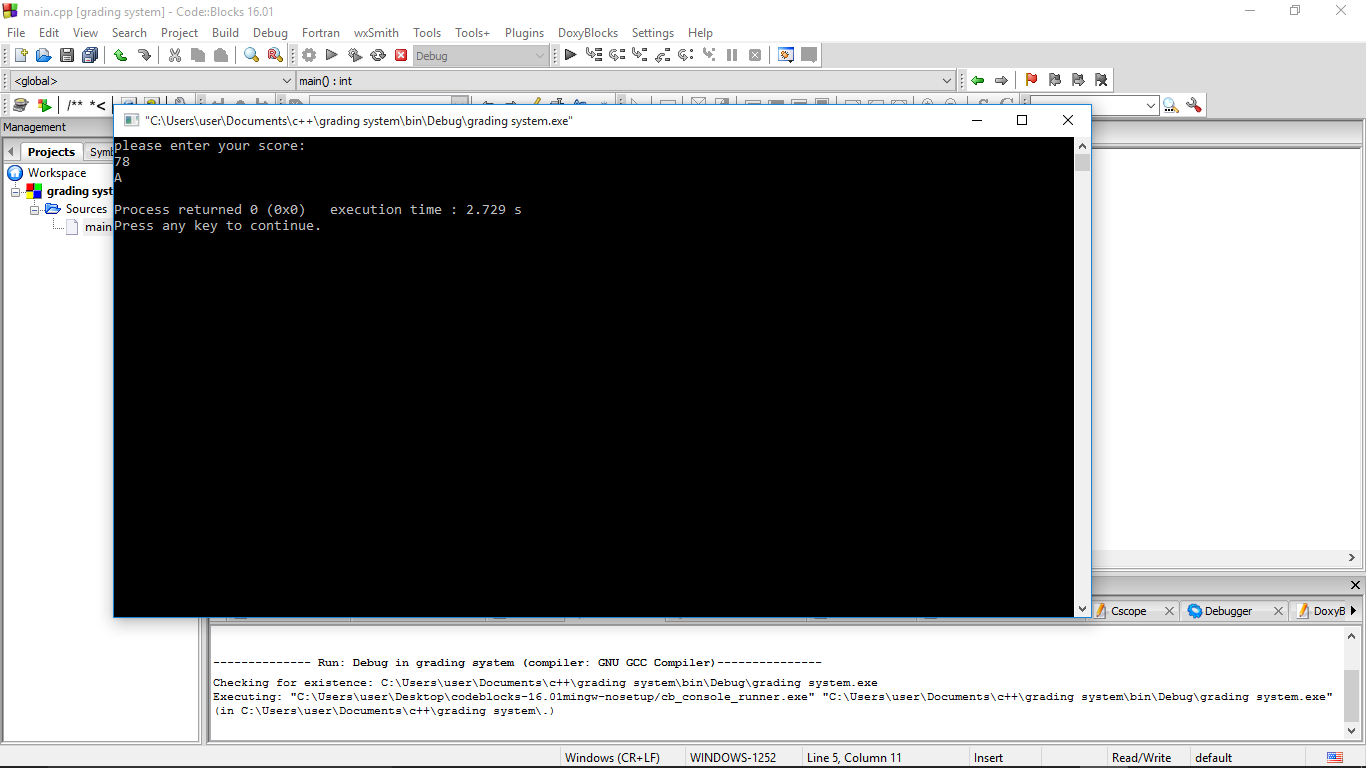 main.cpp [grading system] - Code::Blocks 16.01
File Edit View Search Project Build Debug Fortran wxSmith Tools Tools+ Plugins DoxyBlocks Settings Help
Debug
<global> main() : int
/** *<
Management
"C:\Users\user\Documents\c++\grading system\bin\Debug\grading system.exe"
Projects Symb
Workspace
grading syst
Sources
main
please enter your score:
78
A
Process returned 0 (0x0)   execution time : 2.729 s
Press any key to continue.
Cscope Debugger DoxyB
-------------- Run: Debug in grading system (compiler: GNU GCC Compiler)---------------
Checking for existence: C:\Users\user\Documents\c++\grading system\bin\Debug\grading system.exe
Executing: "C:\Users\user\Desktop\codeblocks-16.01mingw-nosetup/cb_console_runner.exe" "C:\Users\user\Documents\c++\grading system\bin\Debug\grading system.exe"
(in C:\Users\user\Documents\c++\grading system\.)
Windows (CR+LF) WINDOWS-1252 Line 5, Column 11 Insert Read/Write default